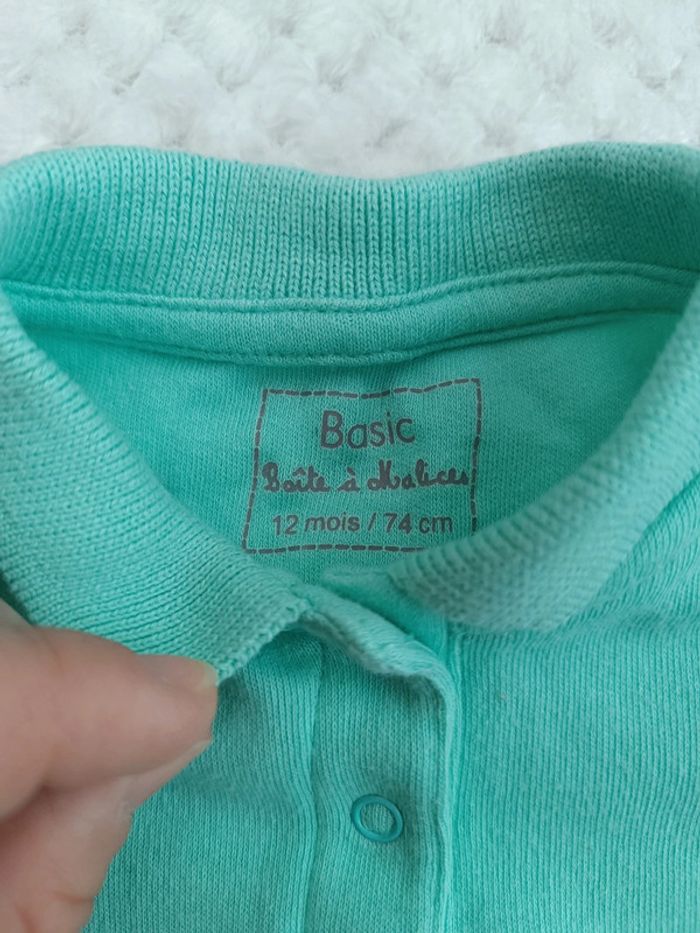 Basic
Boîte à Malices
12 mois / 74 cm